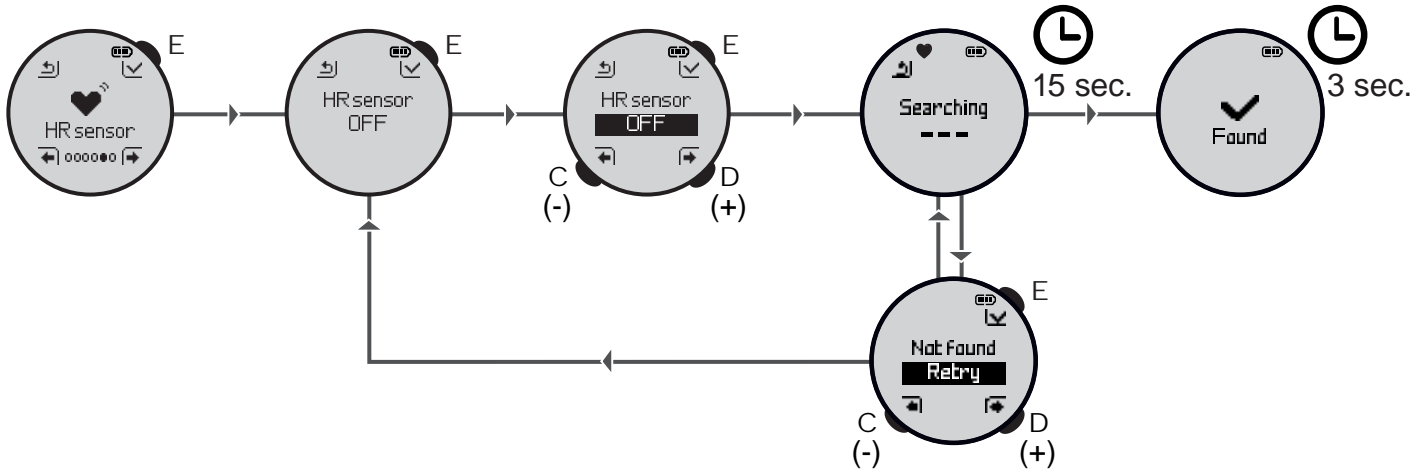 E
HR sensor
E
HR sensor
OFF
E
HR sensor
OFF
C
(-)
D
(+)
Searching
---
15 sec.
Found
3 sec.
E
Not found
Retry
C
(-)
D
(+)